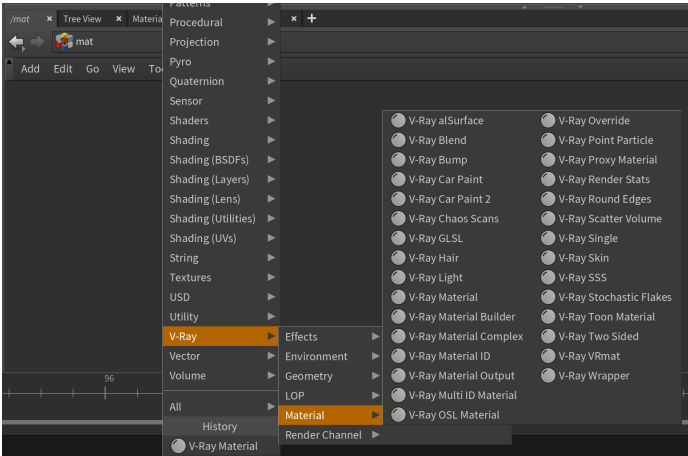 /mat × Tree View × Materia × +
mat
Add Edit Go View Too
Patterns
Procedural
Projection
Pyro
Quaternion
Sensor
Shaders
Shading
Shading (BSDFs)
Shading (Layers)
Shading (Lens)
Shading (Utilities)
Shading (UVs)
String
Textures
USD
Utility
V-Ray
Vector
Volume
All
History
V-Ray Material
Effects
Environment
Geometry
LOP
Material
Render Channel
V-Ray alSurface
V-Ray Blend
V-Ray Bump
V-Ray Car Paint
V-Ray Car Paint 2
V-Ray Chaos Scans
V-Ray GLSL
V-Ray Hair
V-Ray Light
V-Ray Material
V-Ray Material Builder
V-Ray Material Complex
V-Ray Material ID
V-Ray Material Output
V-Ray Multi ID Material
V-Ray OSL Material
V-Ray Override
V-Ray Point Particle
V-Ray Proxy Material
V-Ray Render Stats
V-Ray Round Edges
V-Ray Scatter Volume
V-Ray Single
V-Ray Skin
V-Ray SSS
V-Ray Stochastic Flakes
V-Ray Toon Material
V-Ray Two Sided
V-Ray VRmat
V-Ray Wrapper
96